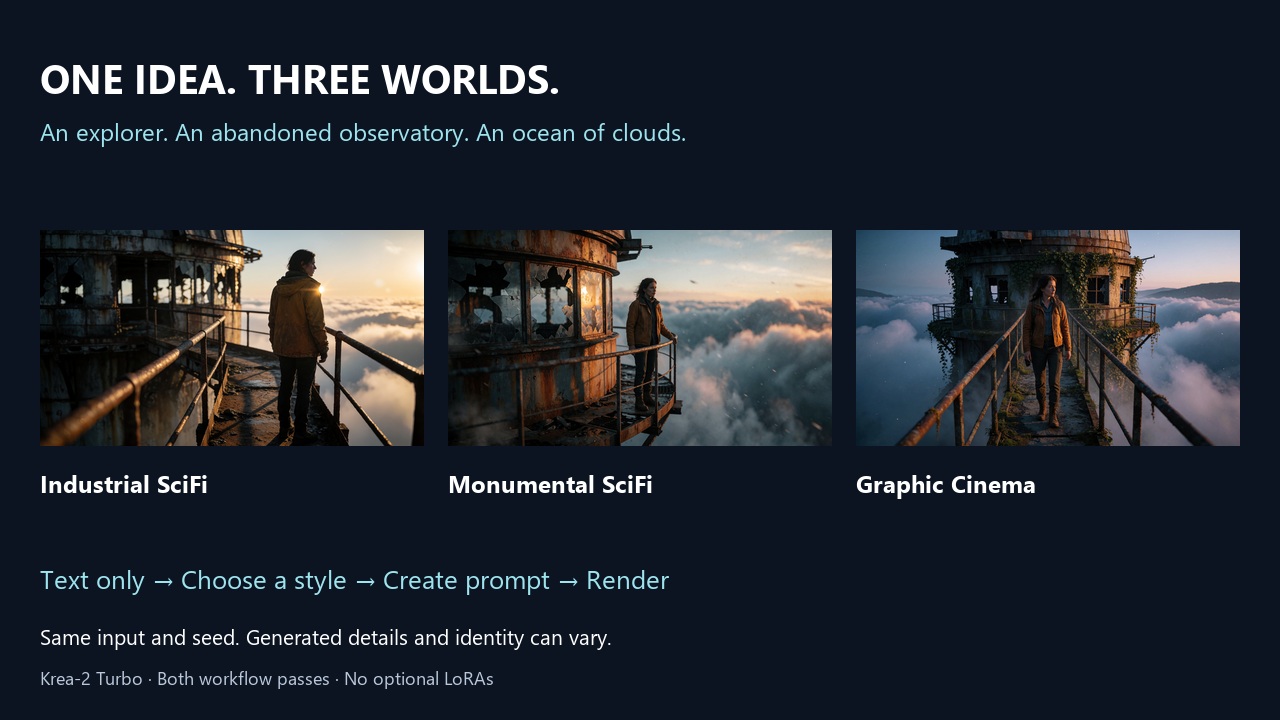 ONE IDEA. THREE WORLDS.
An explorer. An abandoned observatory. An ocean of clouds.
Industrial SciFi
Monumental SciFi
Graphic Cinema
Text only → Choose a style → Create prompt → Render
Same input and seed. Generated details and identity can vary.
Krea-2 Turbo · Both workflow passes · No optional LoRAs